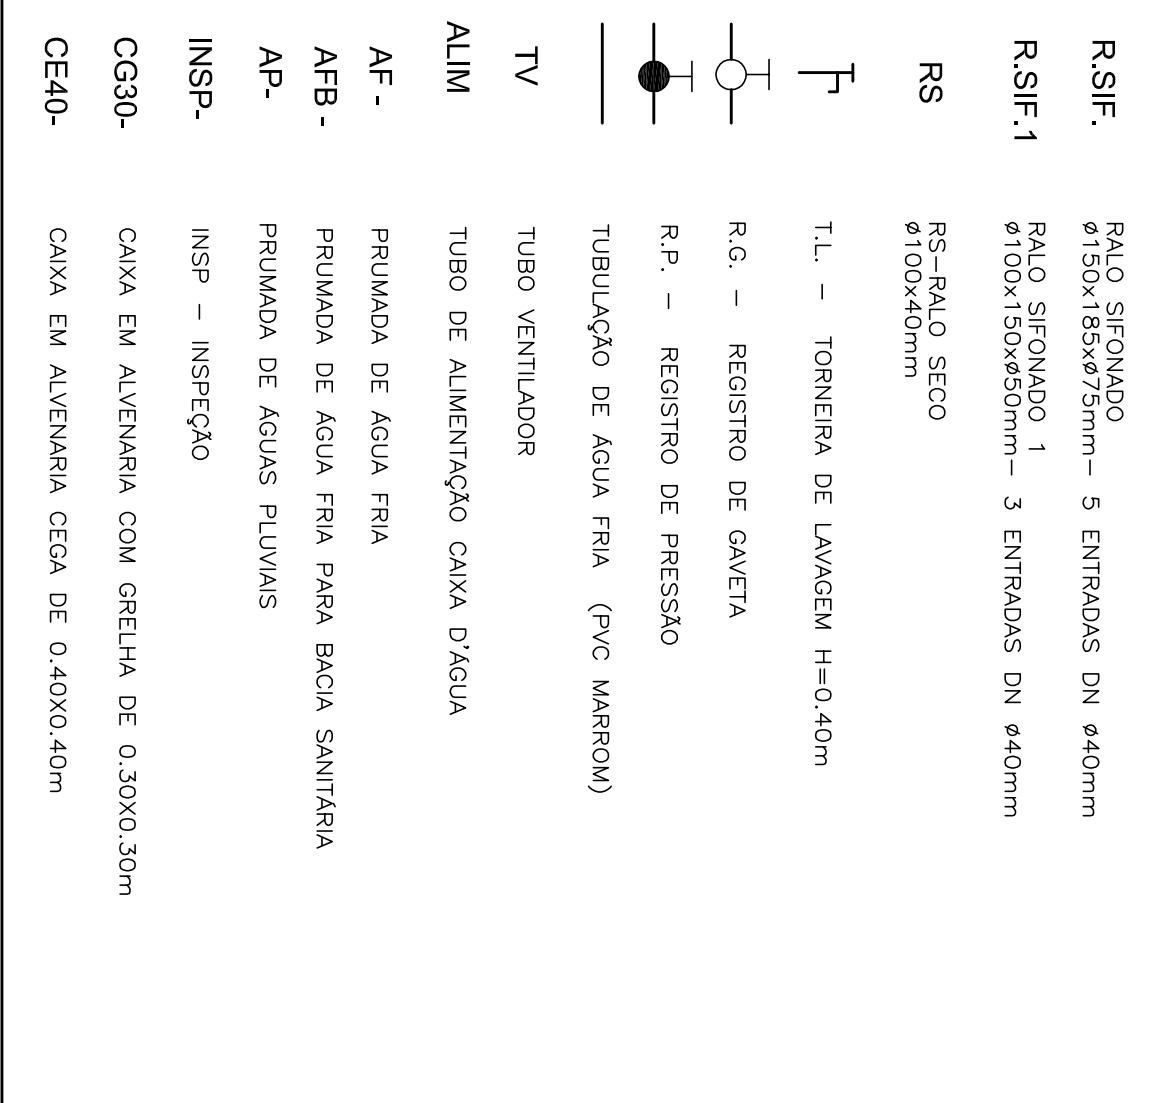 R.SIF.
RALO SIFONADO
ø150x185xø75mm- 5 ENTRADAS DN ø40mm
R.SIF.1
RALO SIFONADO 1
ø100x150xø50mm- 3 ENTRADAS DN ø40mm
RS
RS-RALO SECO
ø100x40mm
T.L. - TORNEIRA DE LAVAGEM H=0.40m
R.G. - REGISTRO DE GAVETA
R.P. - REGISTRO DE PRESSÃO
TUBULAÇÃO DE ÁGUA FRIA (PVC MARROM)
TV TUBO VENTILADOR
ALIM TUBO DE ALIMENTAÇÃO CAIXA D'ÁGUA
AF - PRUMADA DE ÁGUA FRIA
AFB - PRUMADA DE ÁGUA FRIA PARA BACIA SANITÁRIA
AP- PRUMADA DE ÁGUAS PLUVIAIS
INSP- INSP - INSPEÇÃO
CG30- CAIXA EM ALVENARIA COM GRELHA DE 0.30X0.30m
CE40- CAIXA EM ALVENARIA CEGA DE 0.40X0.40m